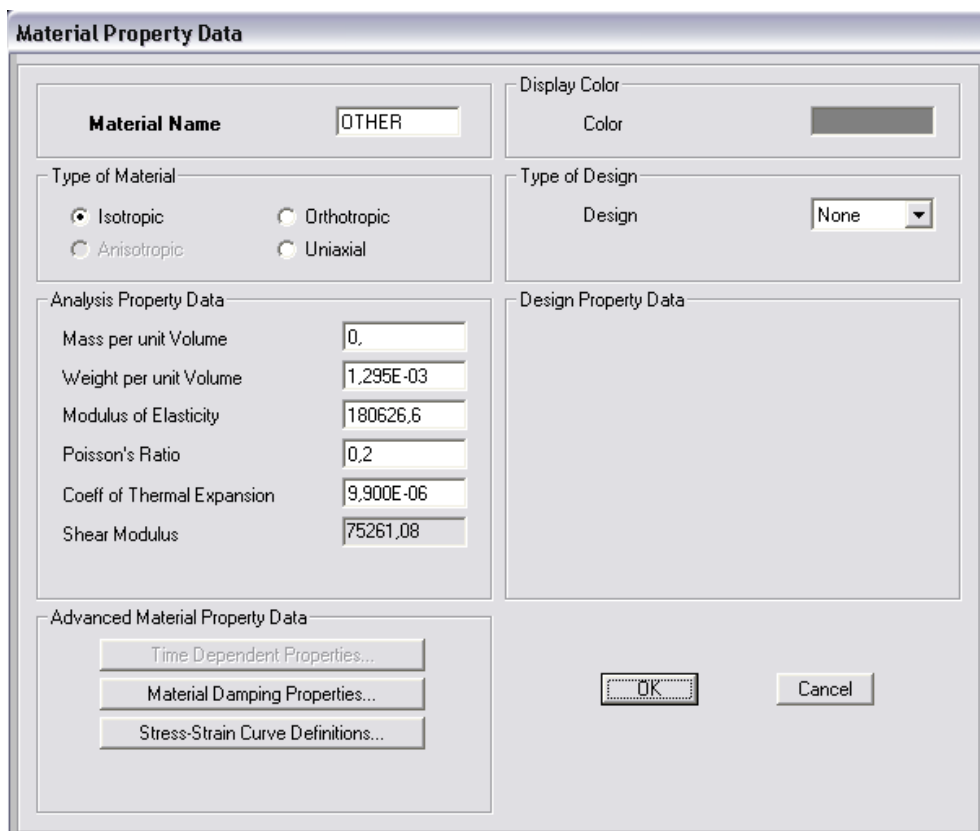 Material Property Data
Material Name OTHER
Display Color
Color
Type of Material
Isotropic Orthotropic
Anisotropic Uniaxial
Type of Design
Design None
Analysis Property Data
Mass per unit Volume 0,
Weight per unit Volume 1,295E-03
Modulus of Elasticity 180626,6
Poisson's Ratio 0,2
Coeff of Thermal Expansion 9,900E-06
Shear Modulus 75261,08
Design Property Data
Advanced Material Property Data
Time Dependent Properties...
Material Damping Properties...
Stress-Strain Curve Definitions...
OK Cancel